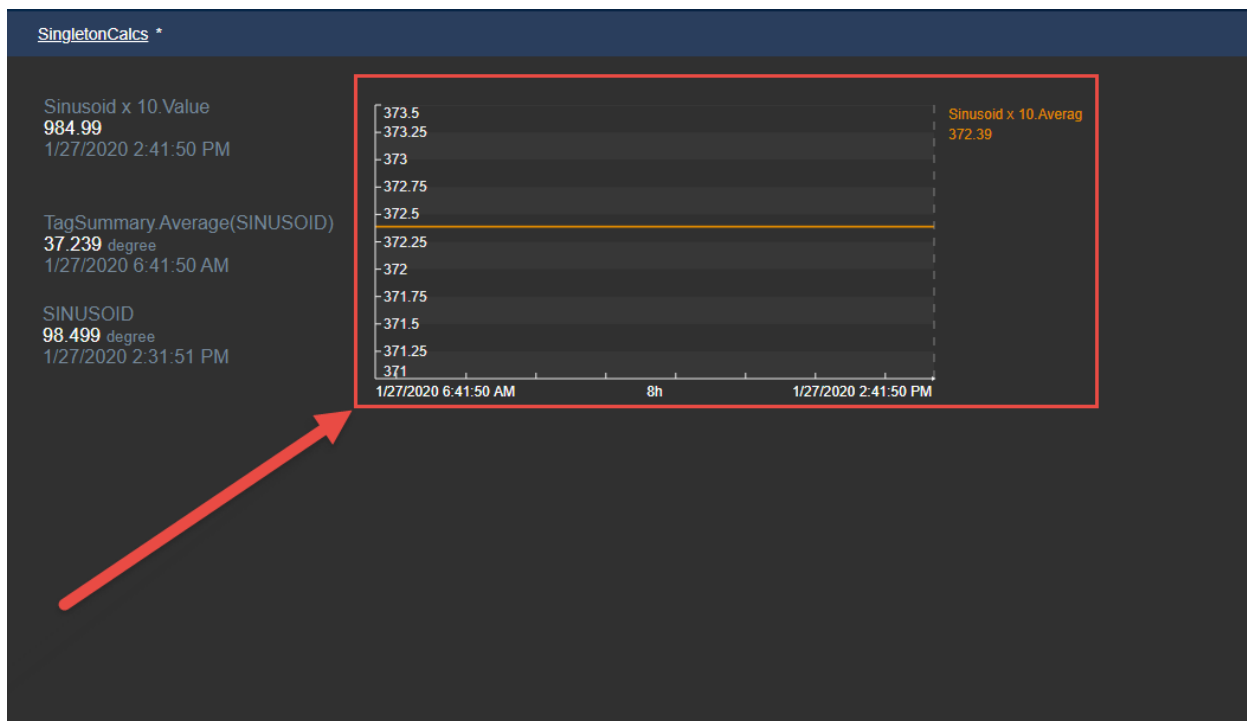 SingletonCalcs *
Sinusoid x 10.Value
984.99
1/27/2020 2:41:50 PM
TagSummary.Average(SINUSOID)
37.239 degree
1/27/2020 6:41:50 AM
SINUSOID
98.499 degree
1/27/2020 2:31:51 PM
373.5
373.25
373
372.75
372.5
372.25
372
371.75
371.5
371.25
371
1/27/2020 6:41:50 AM 8h 1/27/2020 2:41:50 PM
Sinusoid x 10.Averag
372.39